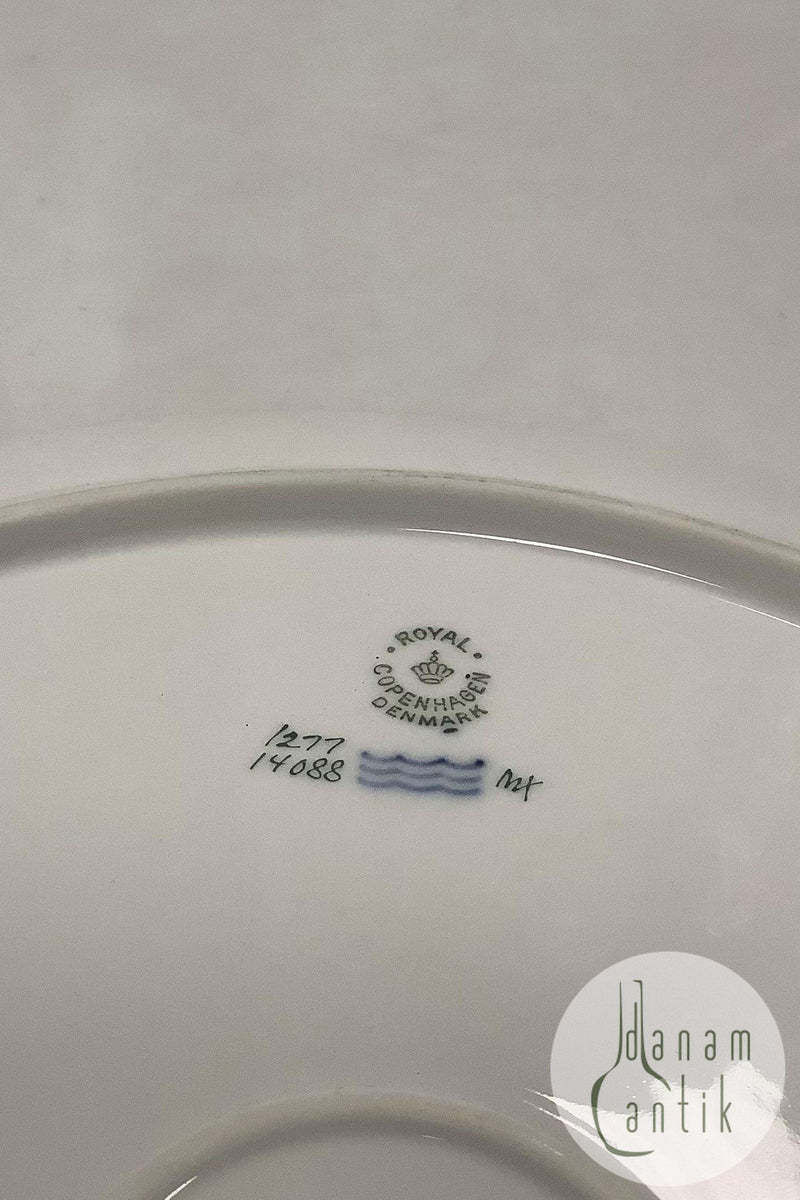 ROYAL
COPENHAGEN
DENMARK
1277
14088
danam
antik